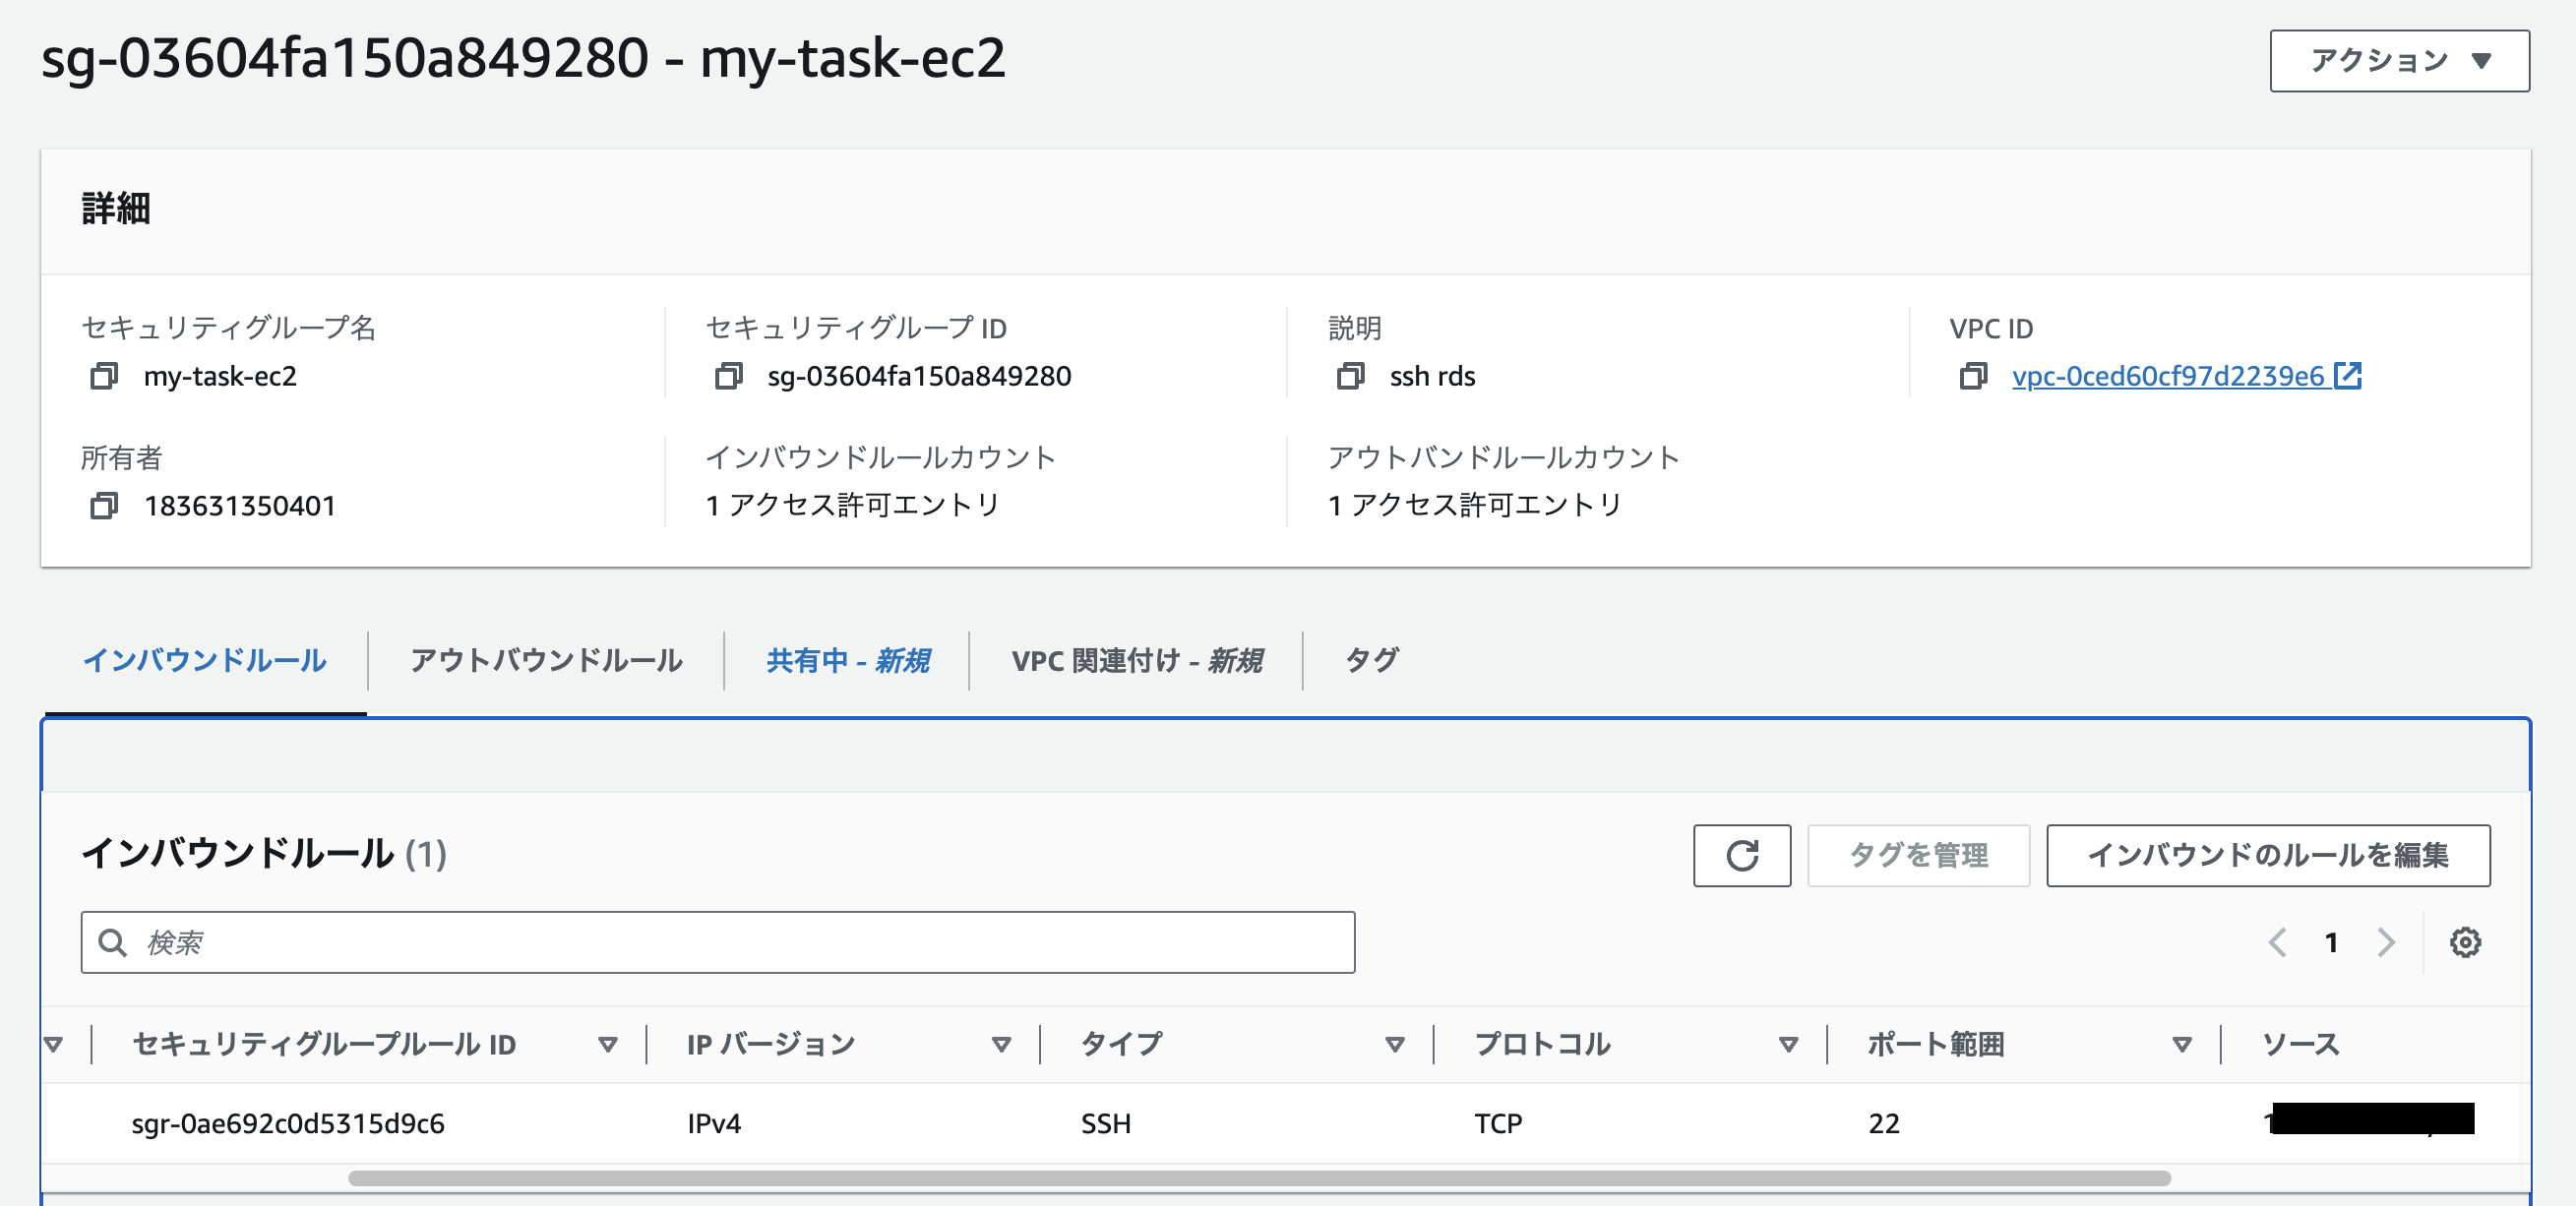 sg-03604fa150a849280 - my-task-ec2
アクション
詳細
セキュリティグループ名
my-task-ec2
セキュリティグループ ID
sg-03604fa150a849280
説明
ssh rds
VPC ID
vpc-0ced60cf97d2239e6
所有者
183631350401
インバウンドルールカウント
1 アクセス許可エントリ
アウトバンドルールカウント
1 アクセス許可エントリ
インバウンドルール
アウトバウンドルール
共有中 - 新規
VPC 関連付け - 新規
タグ
インバウンドルール (1)
タグを管理
インバウンドのルールを編集
検索
1
セキュリティグループルール ID
IP バージョン
タイプ
プロトコル
ポート範囲
ソース
sgr-0ae692c0d5315d9c6
IPv4
SSH
TCP
22